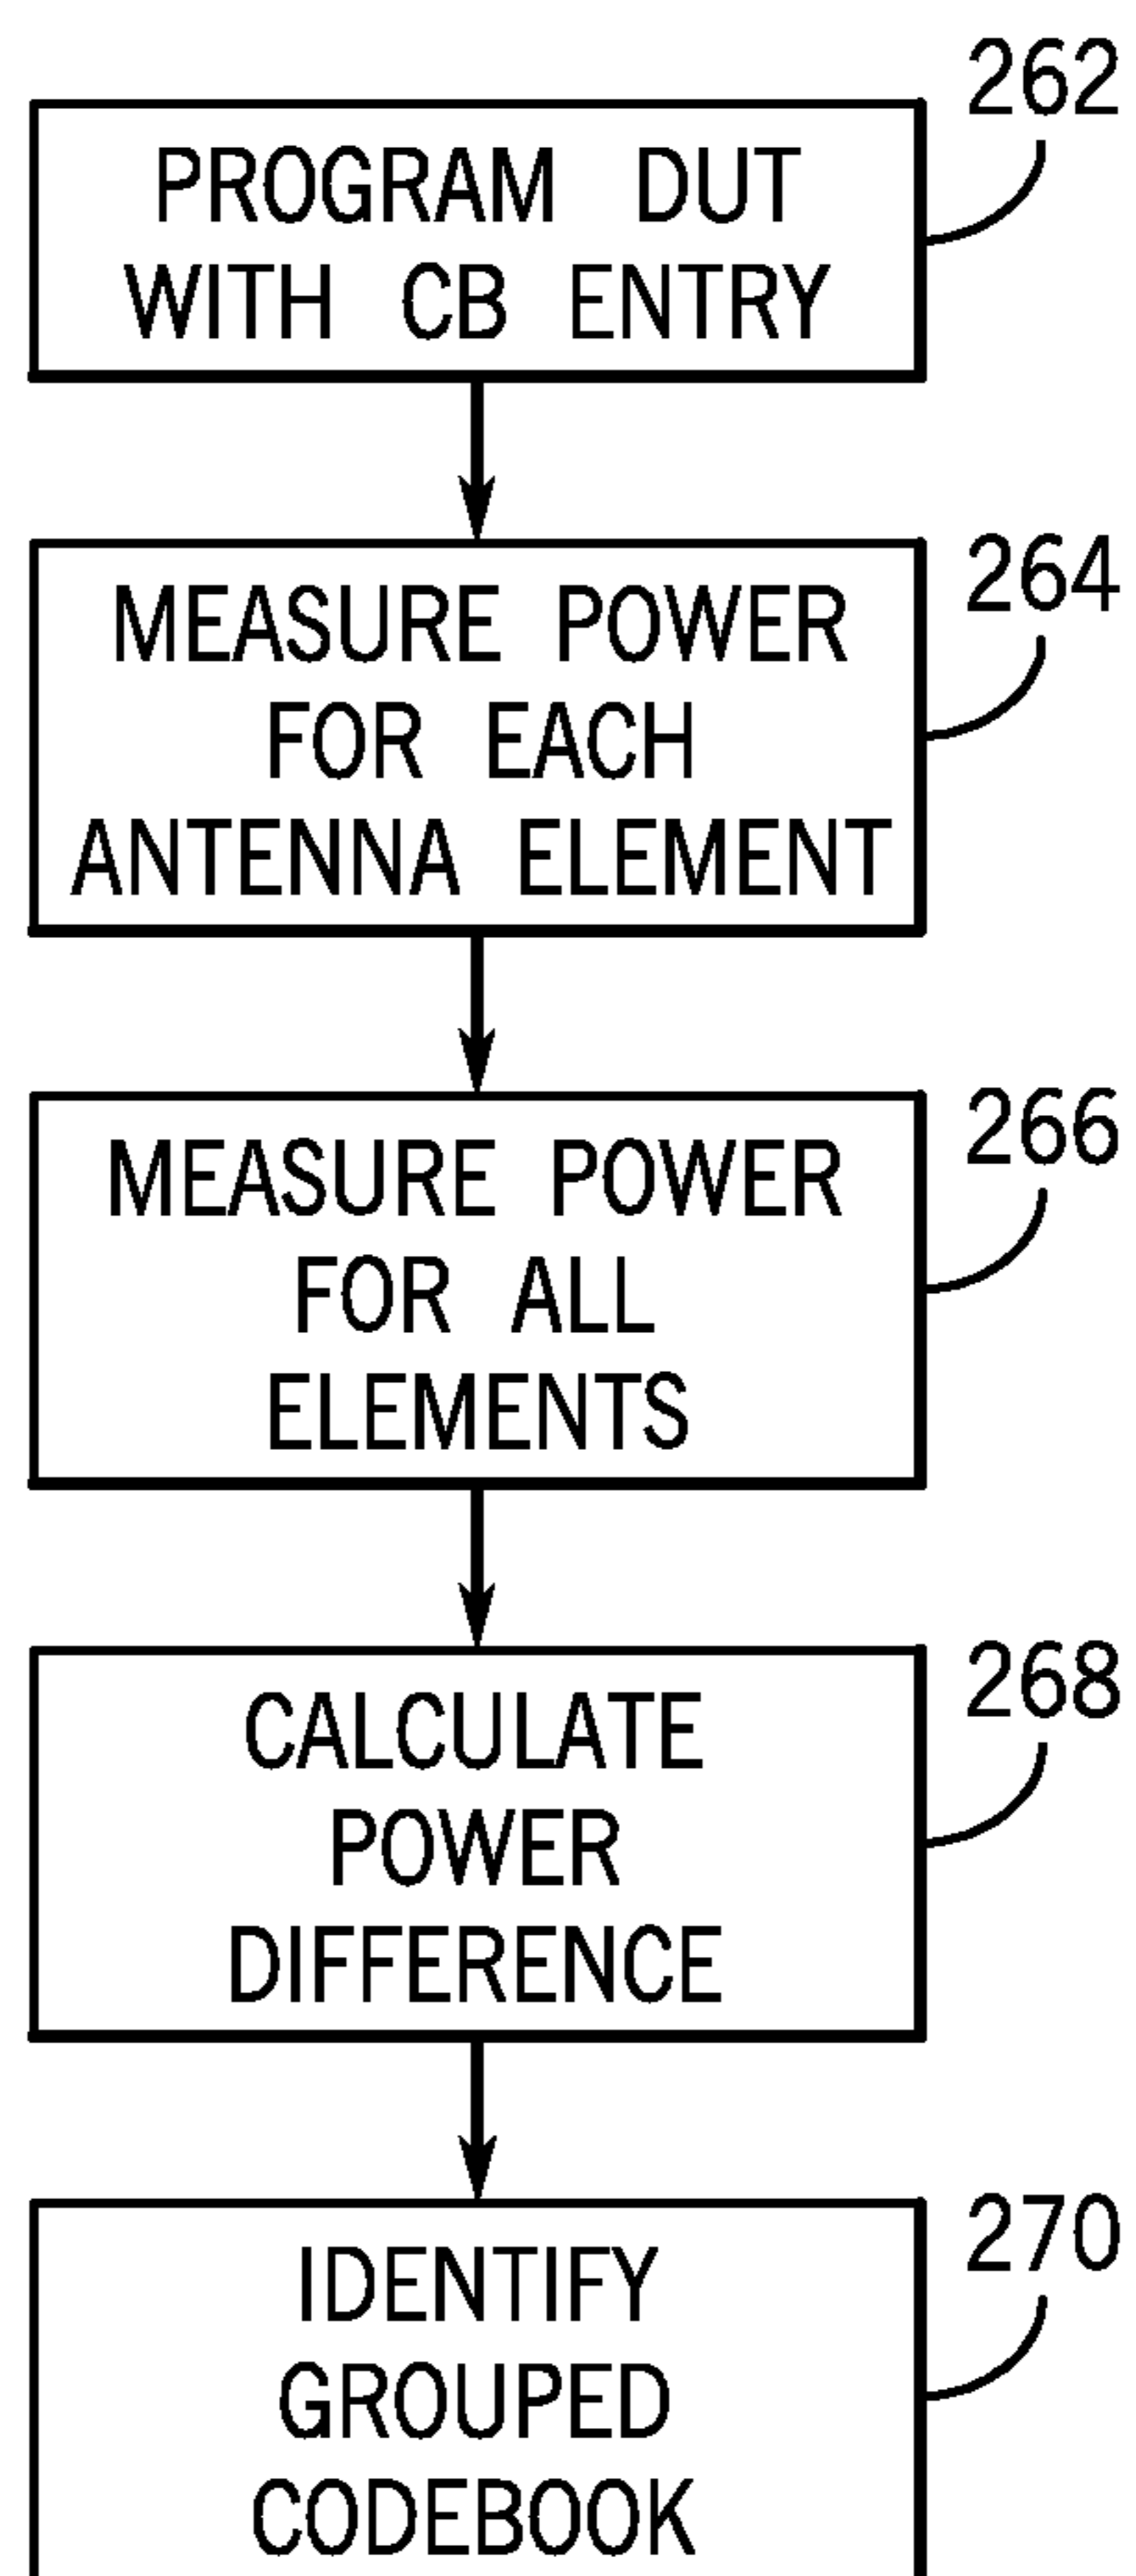 262
PROGRAM DUT
WITH CB ENTRY
264
MEASURE POWER
FOR EACH
ANTENNA ELEMENT
266
MEASURE POWER
FOR ALL
ELEMENTS
268
CALCULATE
POWER
DIFFERENCE
270
IDENTIFY
GROUPED
CODEBOOK